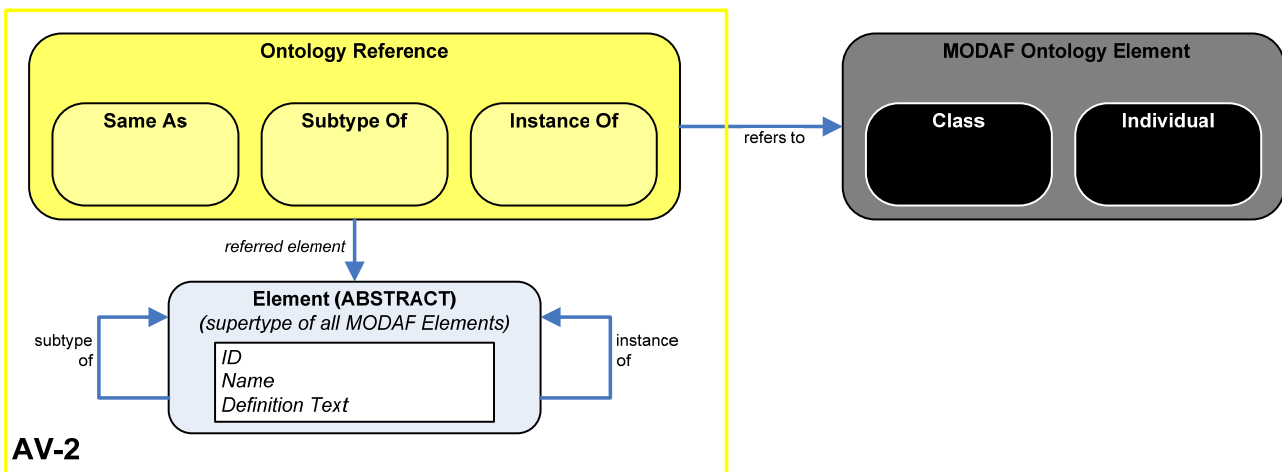 Ontology Reference
Same As
Subtype Of
Instance Of
MODAF Ontology Element
Class
Individual
refers to
referred element
Element (ABSTRACT)
(supertype of all MODAF Elements)
ID
Name
Definition Text
subtype
of
instance
of
AV-2